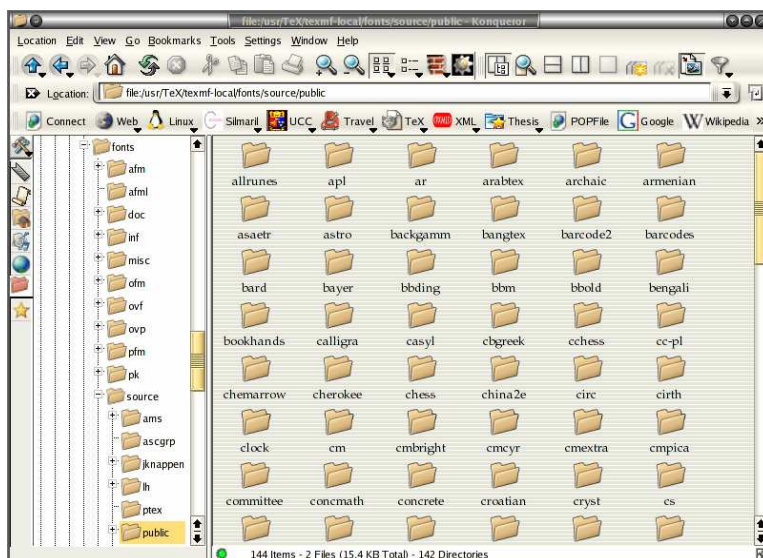 file:/usr/TeX/texmf-local/fonts/source/public - Konqueror
Location Edit View Go Bookmarks Tools Settings Window Help
Location: file:/usr/TeX/texmf-local/fonts/source/public
Connect Web Linux Silmaril UCC Travel TeX XML Thesis POPFile Google Wikipedia »
fonts
afm
afml
doc
inf
misc
ofm
ovf
ovp
pfm
pk
source
ams
ascgrp
jknappen
lh
ptex
public
allrunes apl ar arabtex archaic armenian
asaetr astro backgamm bangtex barcode2 barcodes
bard bayer bbding bbm bbold bengali
bookhands calligra casyl cbgreek cchess cc-pl
chemarrow cherokee chess china2e circ cirth
clock cm cmbright cmcyr cmextra cmpica
committee concmath concrete croatian cryst cs
144 Items - 2 Files (15.4 KB Total) - 142 Directories